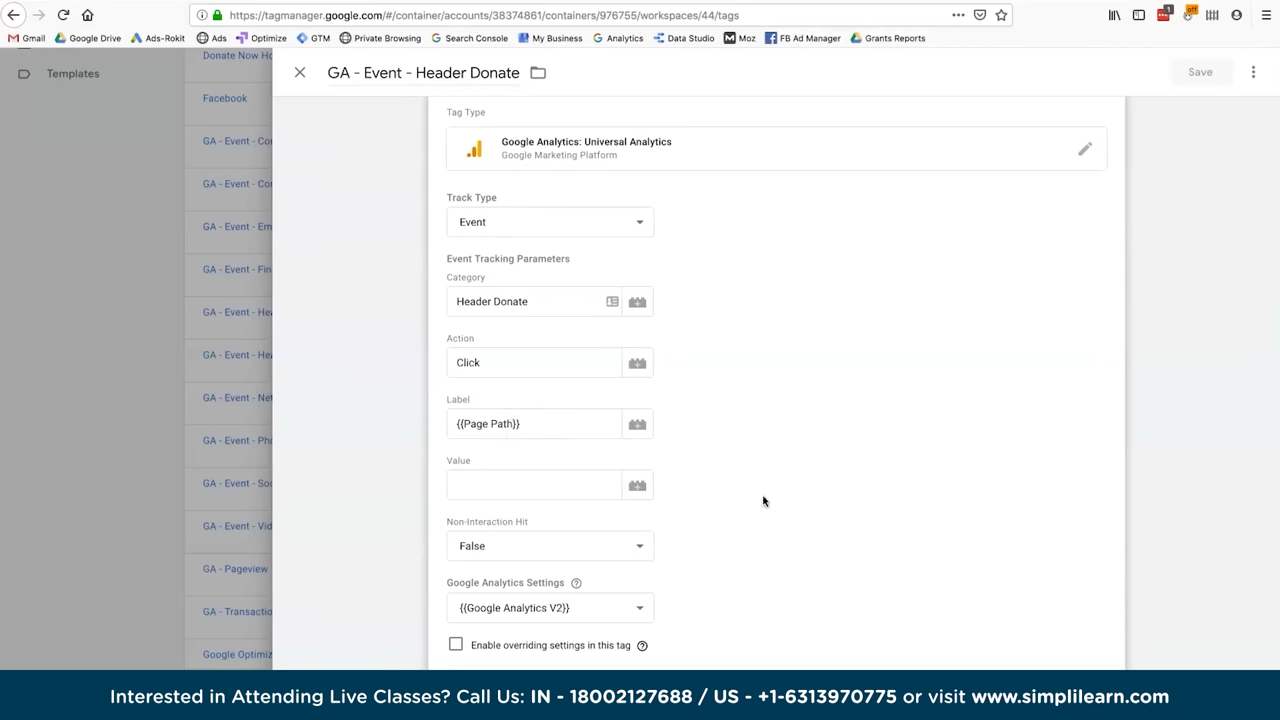 https://tagmanager.google.com/#/container/accounts/38374861/containers/976755/workspaces/44/tags
1 off
Gmail Google Drive Ads-Rokit Ads Optimize GTM Private Browsing Search Console My Business Analytics Data Studio Moz FB Ad Manager Grants Reports
Templates
Donate Now Ho
Facebook
GA - Event - Cor
GA - Event - Cor
GA - Event - Em
GA - Event - Fin
GA - Event - Hea
GA - Event - Hea
GA - Event - Net
GA - Event - Pho
GA - Event - Soc
GA - Event - Vid
GA - Pageview
GA - Transactio
Google Optimiz
GA - Event - Header Donate
Save
Tag Type
Google Analytics: Universal Analytics
Google Marketing Platform
Track Type
Event
Event Tracking Parameters
Category
Header Donate
Action
Click
Label
{{Page Path}}
Value
Non-Interaction Hit
False
Google Analytics Settings
{{Google Analytics V2}}
Enable overriding settings in this tag
Interested in Attending Live Classes? Call Us: IN - 18002127688 / US - +1-6313970775 or visit www.simplilearn.com